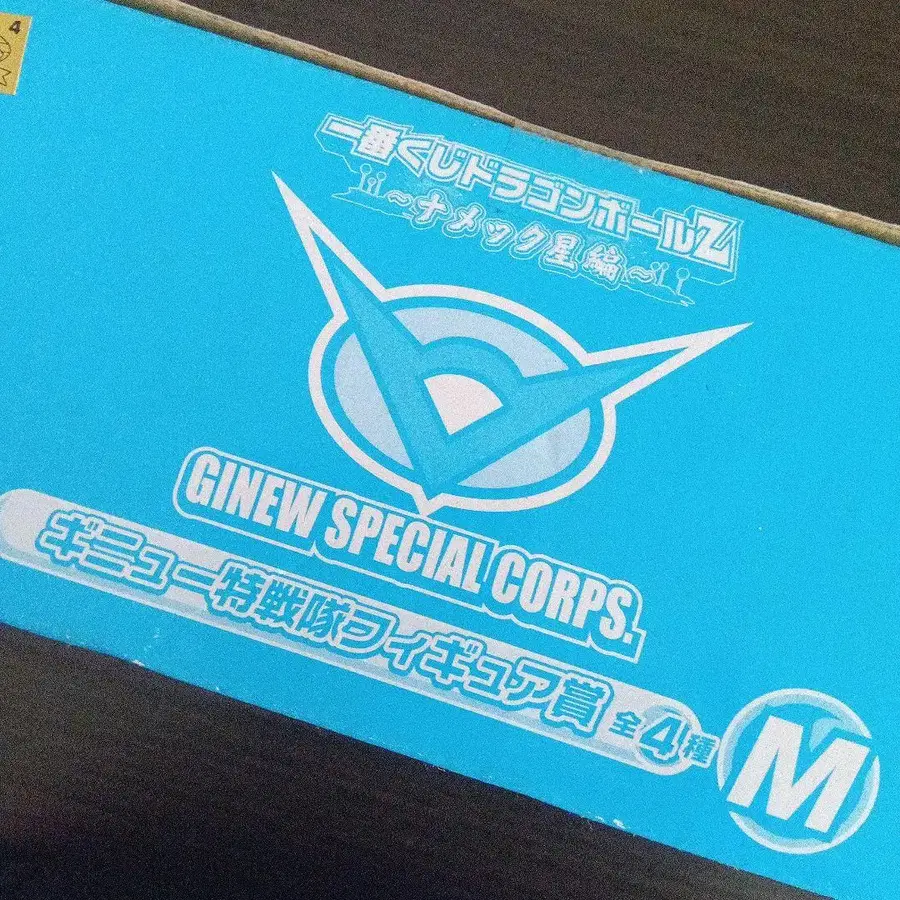 4
一番くじドラゴンボールZ
~ナメック星編~
GINEW SPECIAL CORPS.
ギニュー特戦隊フィギュア賞 全4種
M